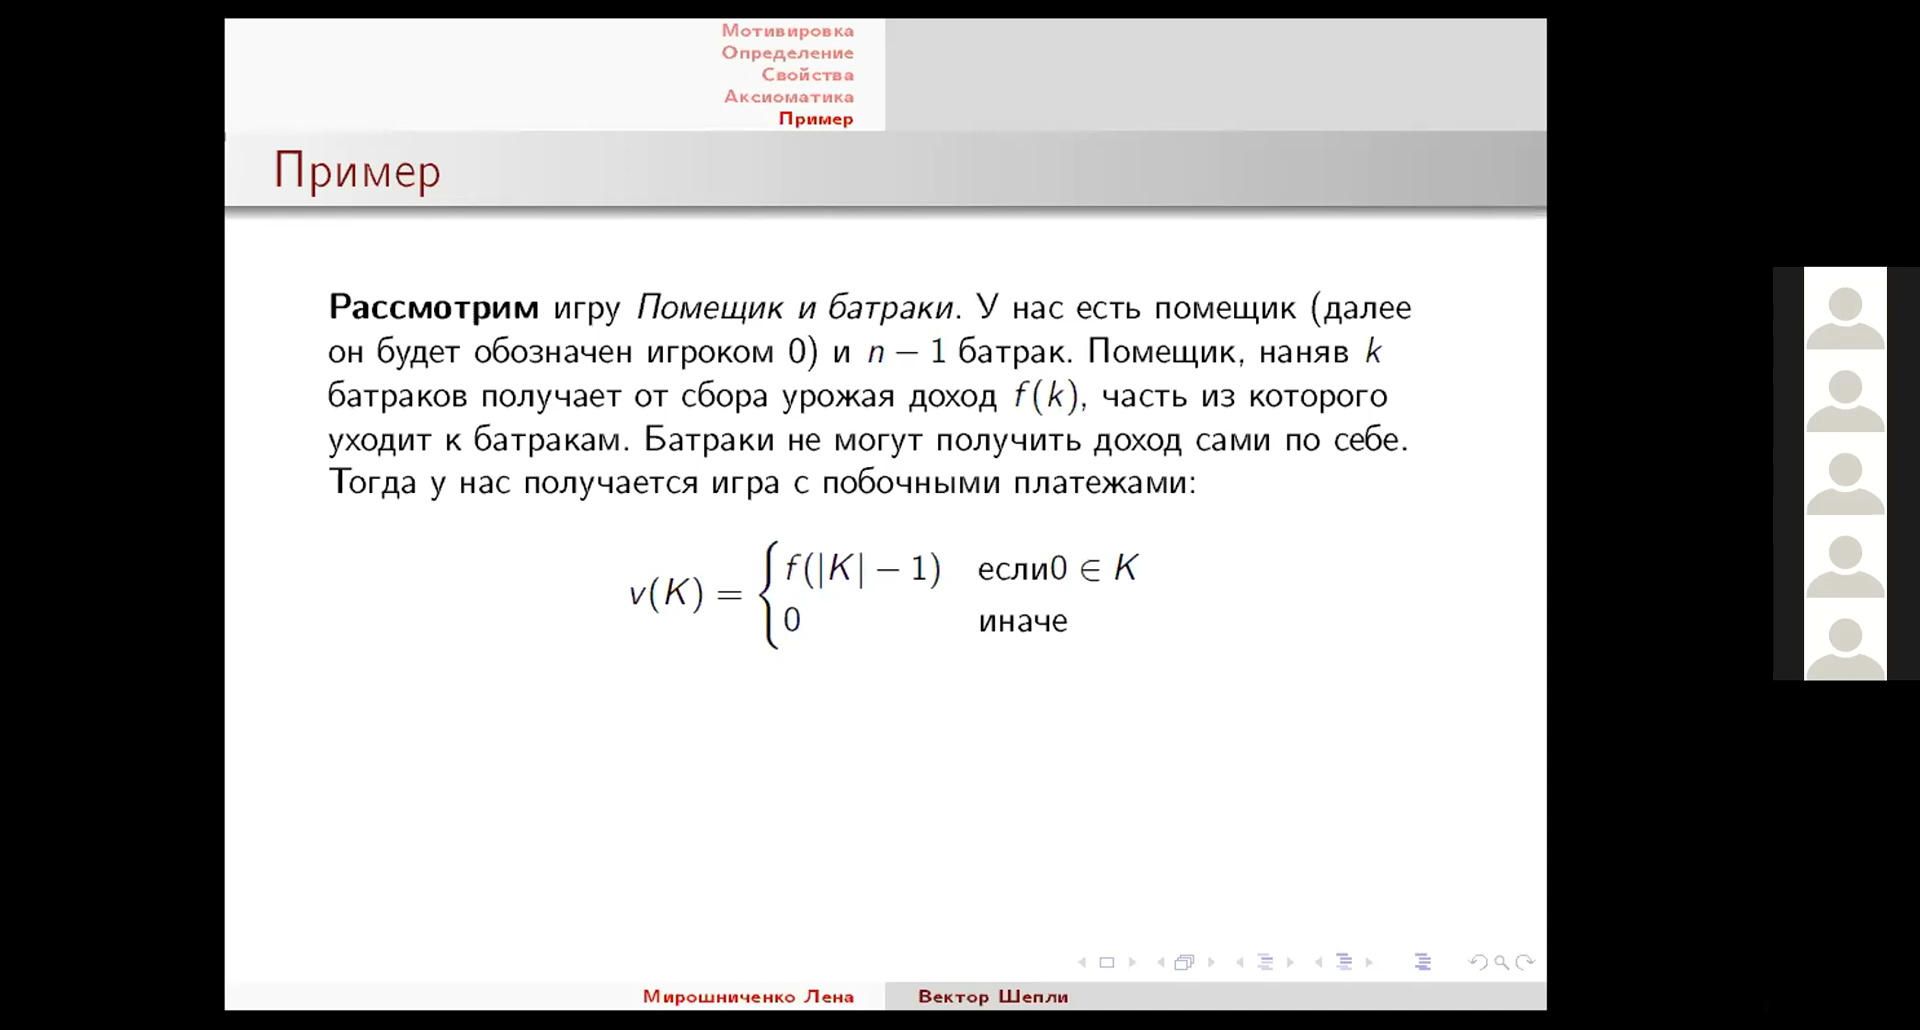 Мотивировка
Определение
Свойства
Аксиоматика
Пример
Пример
Рассмотрим игру Помещик и батраки. У нас есть помещик (далее
он будет обозначен игроком 0) и n − 1 батрак. Помещик, наняв k
батраков получает от сбора урожая доход f(k), часть из которого
уходит к батракам. Батраки не могут получить доход сами по себе.
Тогда у нас получается игра с побочными платежами:
v(K) = { f(|K| − 1) если0 ∈ K
0 иначе
Мирошниченко Лена Вектор Шепли